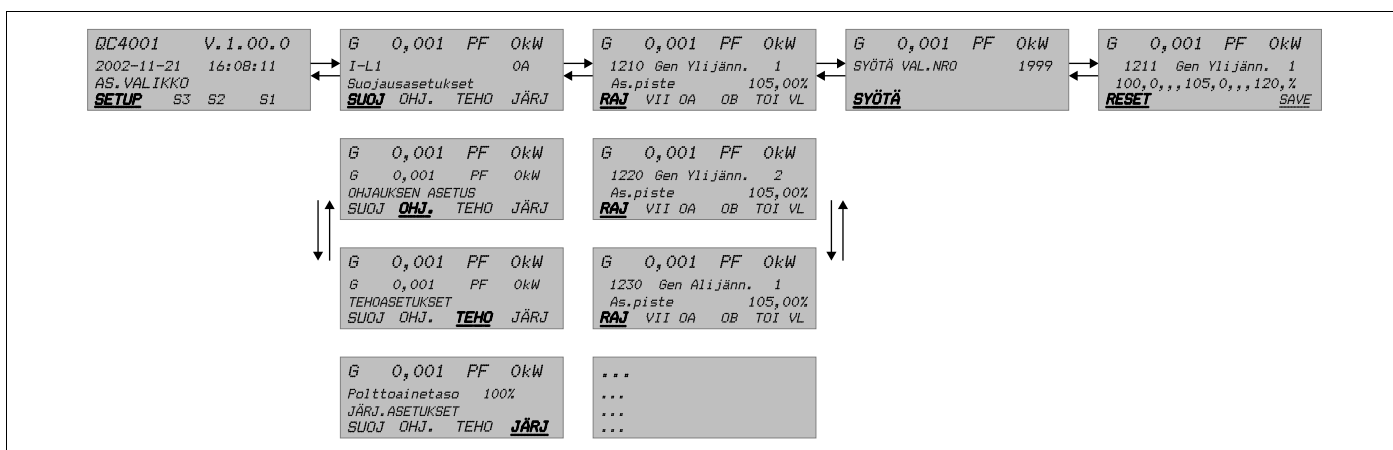 QC4001 V.1.00.0
2002-11-21 16:08:11
AS.VALIKKO
SETUP S3 S2 S1
G 0,001 PF 0kW
I-L1 0A
Suojausasetukset
SUOJ OHJ. TEHO JÄRJ
G 0,001 PF 0kW
1210 Gen Ylijänn. 1
As.piste 105,00%
RAJ VII OA OB TOI VL
G 0,001 PF 0kW
SYÖTÄ VAL.NRO 1999
SYÖTÄ
G 0,001 PF 0kW
1211 Gen Ylijänn. 1
100,0,,,105,0,,,120,%
RESET SAVE
G 0,001 PF 0kW
G 0,001 PF 0kW
OHJAUKSEN ASETUS
SUOJ OHJ. TEHO JÄRJ
G 0,001 PF 0kW
1220 Gen Ylijänn. 2
As.piste 105,00%
RAJ VII OA OB TOI VL
G 0,001 PF 0kW
G 0,001 PF 0kW
TEHOASETUKSET
SUOJ OHJ. TEHO JÄRJ
G 0,001 PF 0kW
1230 Gen Alijänn. 1
As.piste 105,00%
RAJ VII OA OB TOI VL
G 0,001 PF 0kW
Polttoainetaso 100%
JÄRJ.ASETUKSET
SUOJ OHJ. TEHO JÄRJ
...
...
...
...